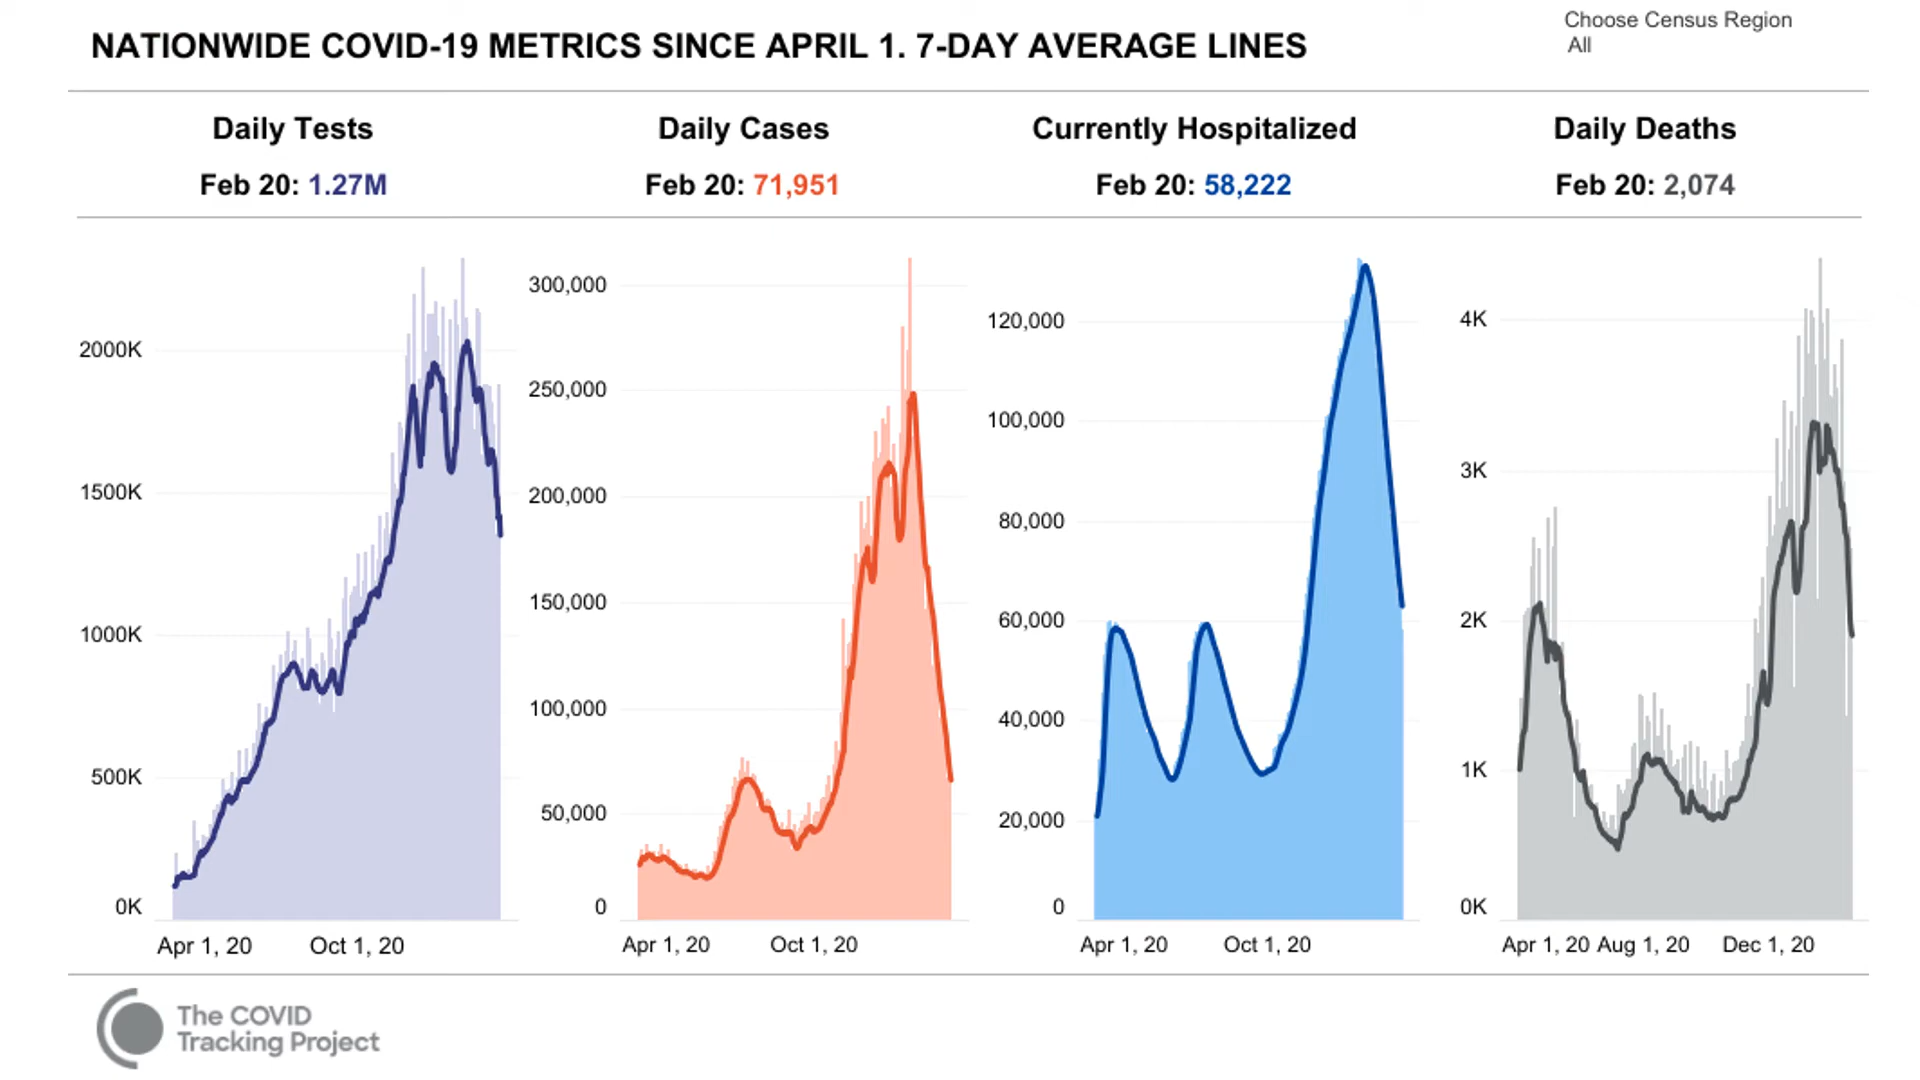 NATIONWIDE COVID-19 METRICS SINCE APRIL 1. 7-DAY AVERAGE LINES
Choose Census Region
All
Daily Tests
Feb 20: 1.27M
Daily Cases
Feb 20: 71,951
Currently Hospitalized
Feb 20: 58,222
Daily Deaths
Feb 20: 2,074
2000K
1500K
1000K
500K
0K
Apr 1, 20 Oct 1, 20
300,000
250,000
200,000
150,000
100,000
50,000
0
Apr 1, 20 Oct 1, 20
120,000
100,000
80,000
60,000
40,000
20,000
0
Apr 1, 20 Oct 1, 20
4K
3K
2K
1K
0K
Apr 1, 20 Aug 1, 20 Dec 1, 20
The COVID
Tracking Project